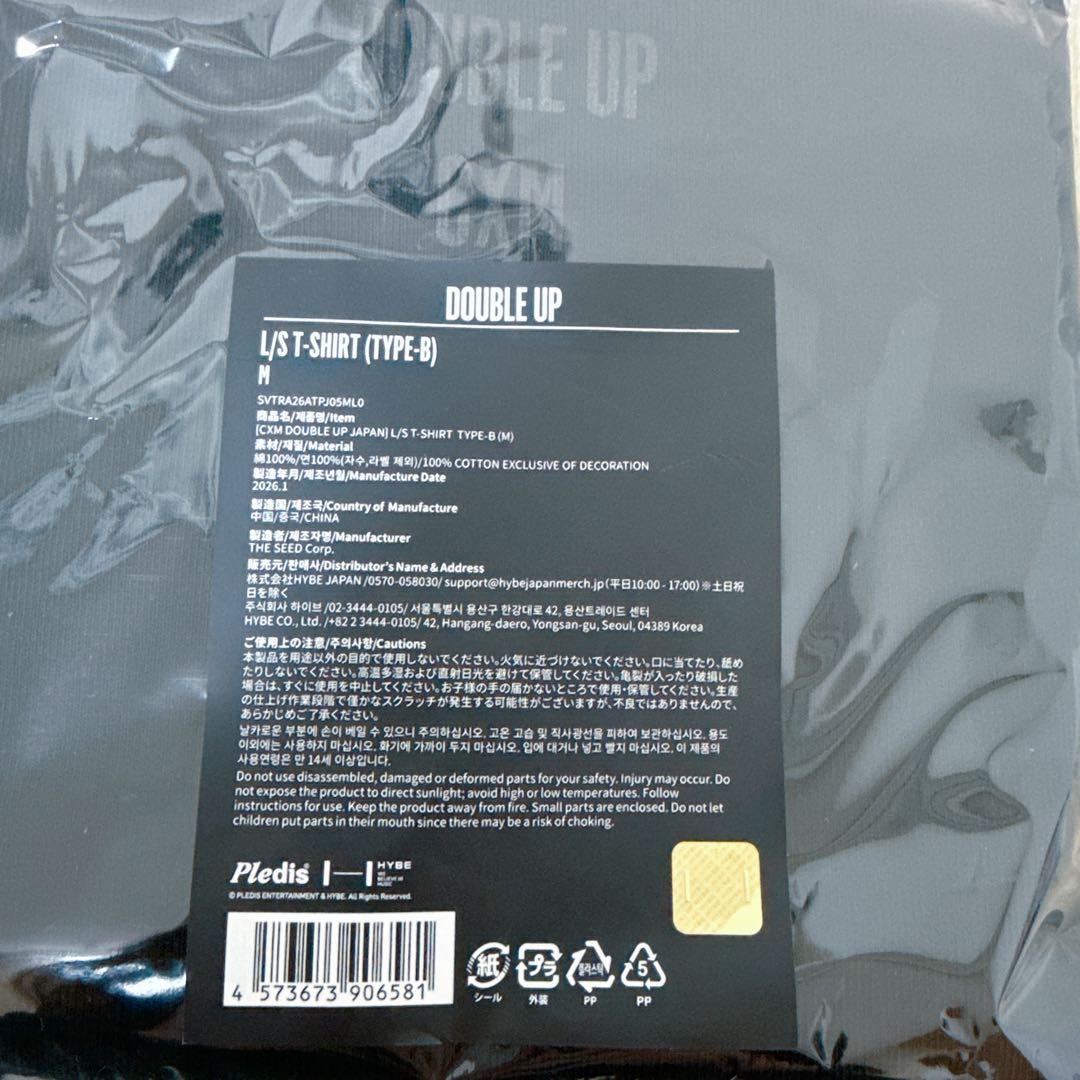 DOUBLE UP
CXM
DOUBLE UP
L/S T-SHIRT (TYPE-B)
M
SVTRA26ATPJ05ML0
商品名/제품명/Item
[CXM DOUBLE UP JAPAN] L/S T-SHIRT TYPE-B (M)
素材/재질/Material
綿100%/면100%(자수,라벨 제외)/100% COTTON EXCLUSIVE OF DECORATION
製造年月/제조년월/Manufacture Date
2026.1
製造国/제조국/Country of Manufacture
中国/중국/CHINA
製造者/제조자명/Manufacturer
THE SEED Corp.
販売元/판매사/Distributor's Name & Address
株式会社HYBE JAPAN /0570-058030/ support@hybejapanmerch.jp(平日10:00 - 17:00)※土日祝
日を除く
주식회사 하이브 /02-3444-0105/ 서울특별시 용산구 한강대로 42, 용산트레이드 센터
HYBE CO., Ltd. /+82 2 3444-0105/ 42, Hangang-daero, Yongsan-gu, Seoul, 04389 Korea
ご使用上の注意/주의사항/Cautions
本製品を用途以外の目的で使用しないでください。火気に近づけないでください。口に当てたり、舐め
たりしないでください。高温多湿および直射日光を避けて保管してください。亀裂が入ったり破損した
場合は、すぐに使用を中止してください。お子様の手の届かないところで使用・保管してください。生産
の仕上げ作業段階で僅かなスクラッチが発生する可能性がございますが、不良ではありませんので、
あらかじめご了承ください。
날카로운 부분에 손이 베일 수 있으니 주의하십시오. 고온 고습 및 직사광선을 피하여 보관하십시오. 용도
이외에는 사용하지 마십시오. 화기에 가까이 두지 마십시오. 입에 대거나 넣고 빨지 마십시오. 이 제품의
사용연령은 만 14세 이상입니다.
Do not use disassembled, damaged or deformed parts for your safety. Injury may occur. Do
not expose the product to direct sunlight; avoid high or low temperatures. Follow
instructions for use. Keep the product away from fire. Small parts are enclosed. Do not let
children put parts in their mouth since there may be a risk of choking.
Pledis HYBE
WE
BELIEVE IN
MUSIC
© PLEDIS ENTERTAINMENT & HYBE. All Rights Reserved.
4 573673 906581
紙 プラ 플라스틱 5
シール 外装 PP PP